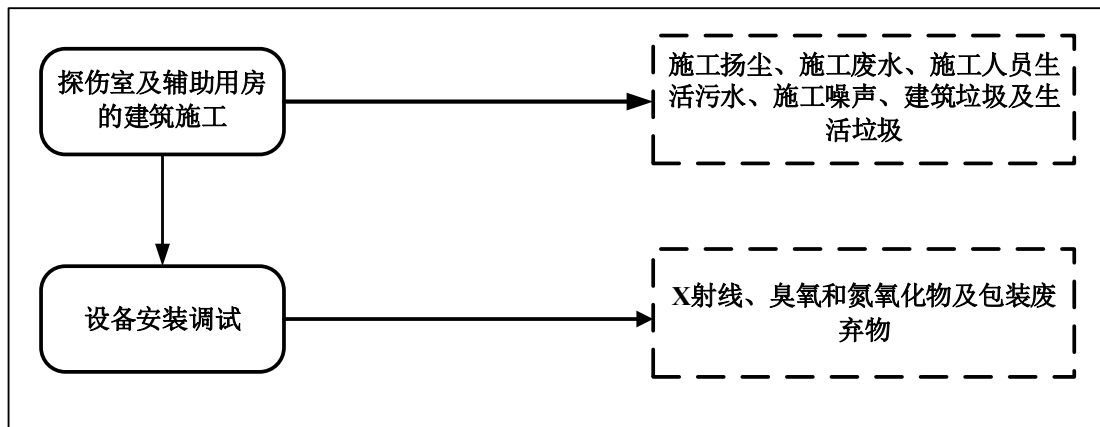 探伤室及辅助用房
的建筑施工
施工扬尘、施工废水、施工人员生
活污水、施工噪声、建筑垃圾及生
活垃圾
设备安装调试
X射线、臭氧和氮氧化物及包装废
弃物